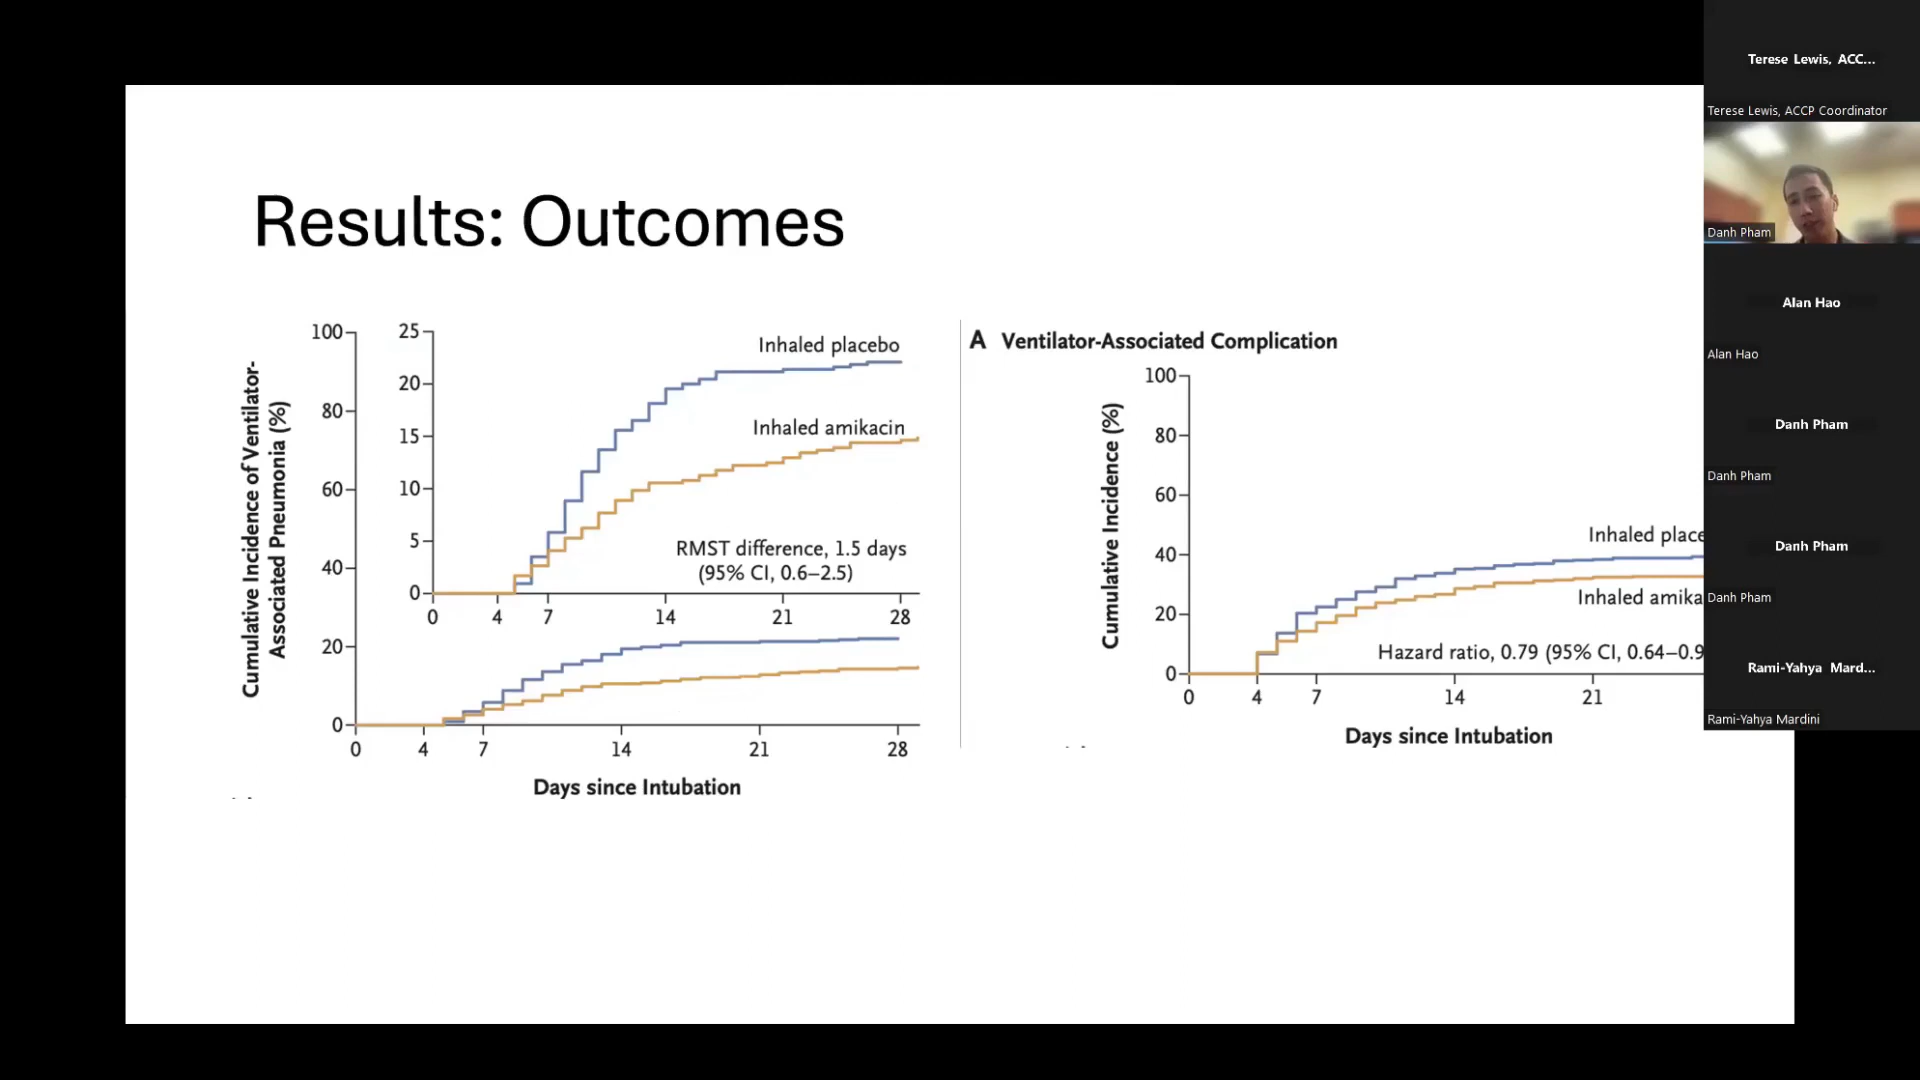 Results: Outcomes
Cumulative Incidence of Ventilator-
Associated Pneumonia (%)
100
80
60
40
20
0
25
20
15
10
5
0
Inhaled placebo
Inhaled amikacin
RMST difference, 1.5 days
(95% CI, 0.6–2.5)
0 4 7 14 21 28
0 4 7 14 21 28
Days since Intubation
A Ventilator-Associated Complication
Cumulative Incidence (%)
100
80
60
40
20
0
Inhaled place
Inhaled amika
Hazard ratio, 0.79 (95% CI, 0.64–0.9
0 4 7 14 21
Days since Intubation
Terese Lewis, ACC...
Terese Lewis, ACCP Coordinator
Danh Pham
Alan Hao
Alan Hao
Danh Pham
Danh Pham
Danh Pham
Danh Pham
Rami-Yahya Mard...
Rami-Yahya Mardini